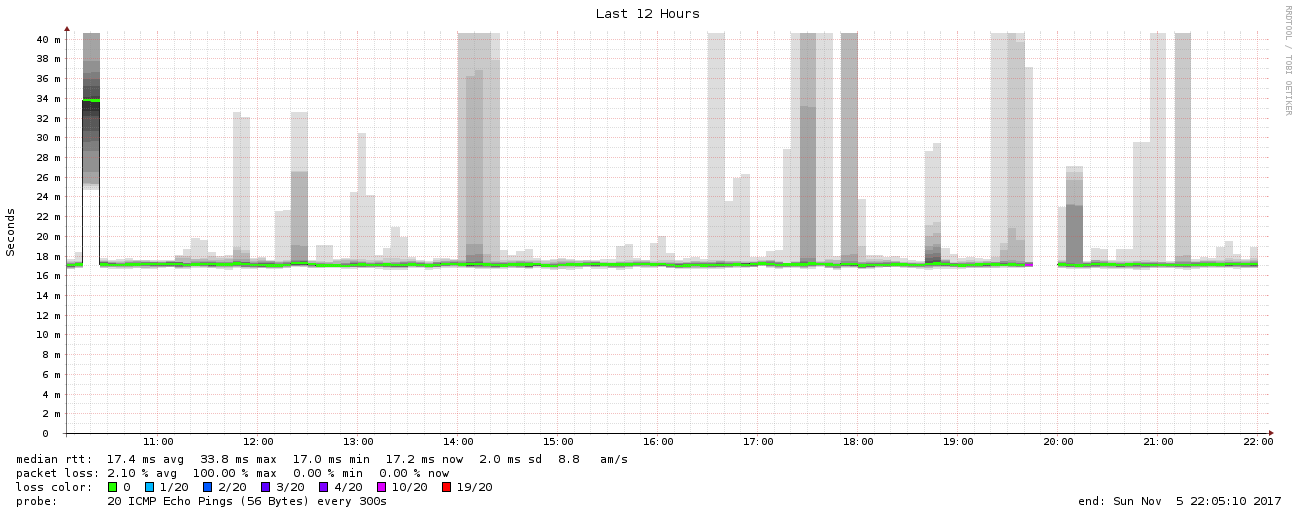 Last 12 Hours
RRDTOOL / TOBI OETIKER
Seconds
40 m
38 m
36 m
34 m
32 m
30 m
28 m
26 m
24 m
22 m
20 m
18 m
16 m
14 m
12 m
10 m
8 m
6 m
4 m
2 m
0
11:00 12:00 13:00 14:00 15:00 16:00 17:00 18:00 19:00 20:00 21:00 22:00
median rtt: 17.4 ms avg 33.8 ms max 17.0 ms min 17.2 ms now 2.0 ms sd 8.8 am/s
packet loss: 2.10 % avg 100.00 % max 0.00 % min 0.00 % now
loss color: 0 1/20 2/20 3/20 4/20 10/20 19/20
probe: 20 ICMP Echo Pings (56 Bytes) every 300s end: Sun Nov 5 22:05:10 2017